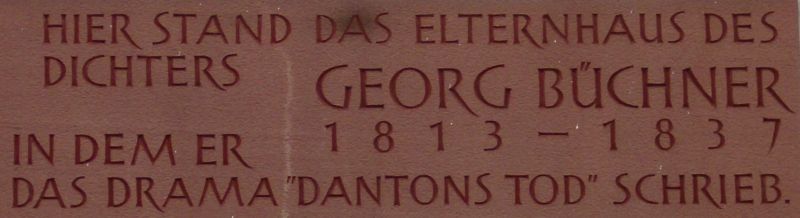 HIER STAND DAS ELTERNHAUS DES
DICHTERS
GEORG BÜCHNER
1813 – 1837
IN DEM ER
DAS DRAMA "DANTONS TOD" SCHRIEB.